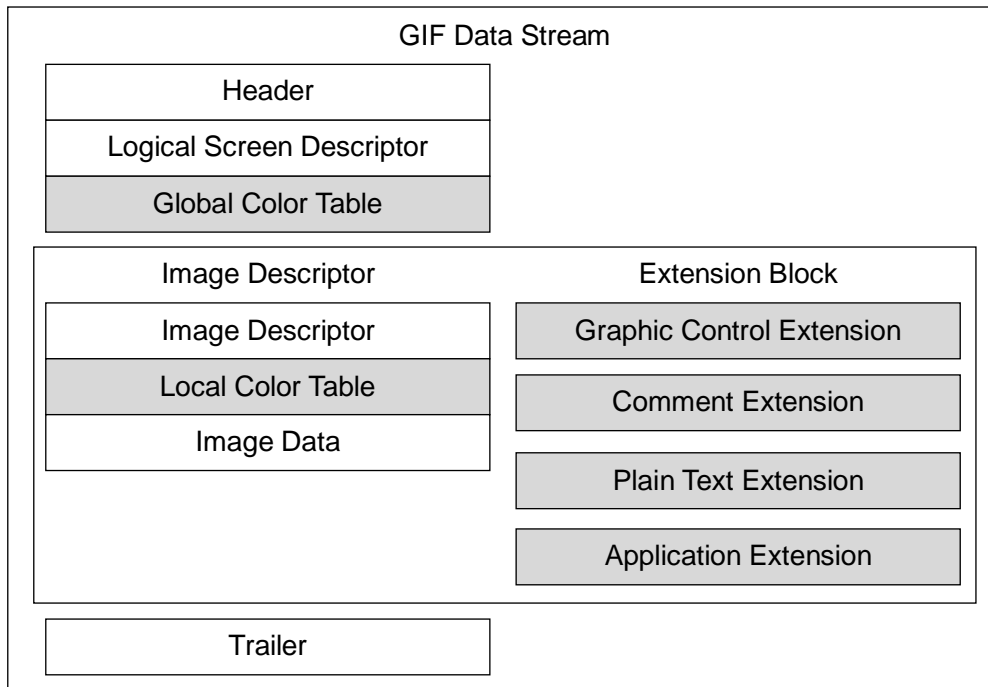 GIF Data Stream
Header
Logical Screen Descriptor
Global Color Table
Image Descriptor
Image Descriptor
Local Color Table
Image Data
Extension Block
Graphic Control Extension
Comment Extension
Plain Text Extension
Application Extension
Trailer